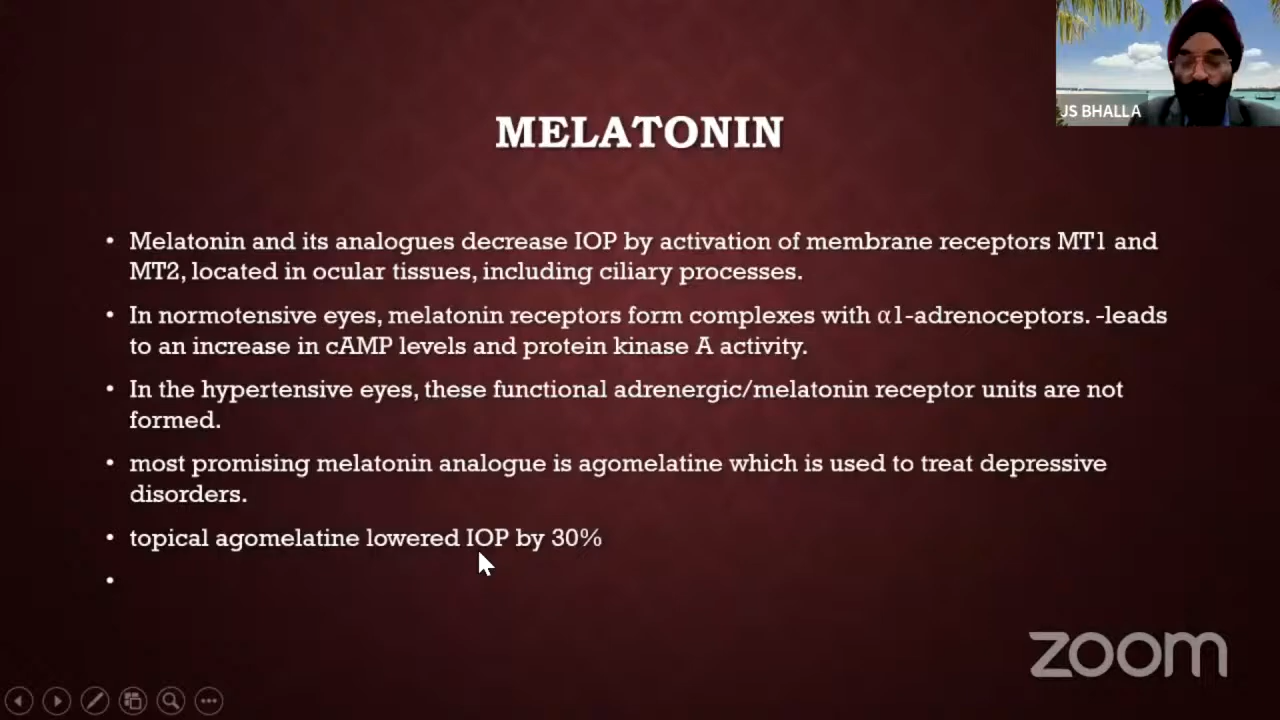 JS BHALLA
MELATONIN
• Melatonin and its analogues decrease IOP by activation of membrane receptors MT1 and
MT2, located in ocular tissues, including ciliary processes.
• In normotensive eyes, melatonin receptors form complexes with α1-adrenoceptors. -leads
to an increase in cAMP levels and protein kinase A activity.
• In the hypertensive eyes, these functional adrenergic/melatonin receptor units are not
formed.
• most promising melatonin analogue is agomelatine which is used to treat depressive
disorders.
• topical agomelatine lowered IOP by 30%
•
zoom